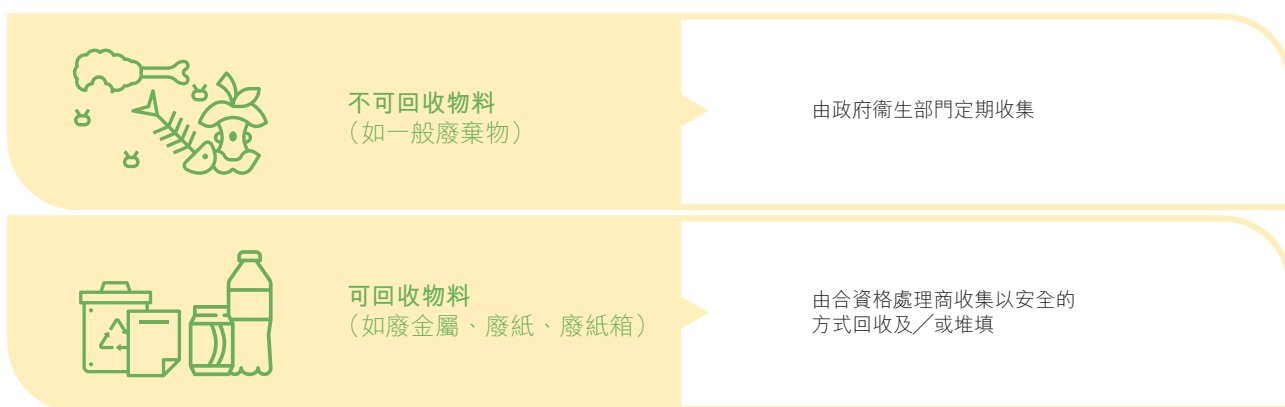 不可回收物料
（如一般廢棄物）
由政府衞生部門定期收集
可回收物料
（如廢金屬、廢紙、廢紙箱）
由合資格處理商收集以安全的
方式回收及╱或堆填